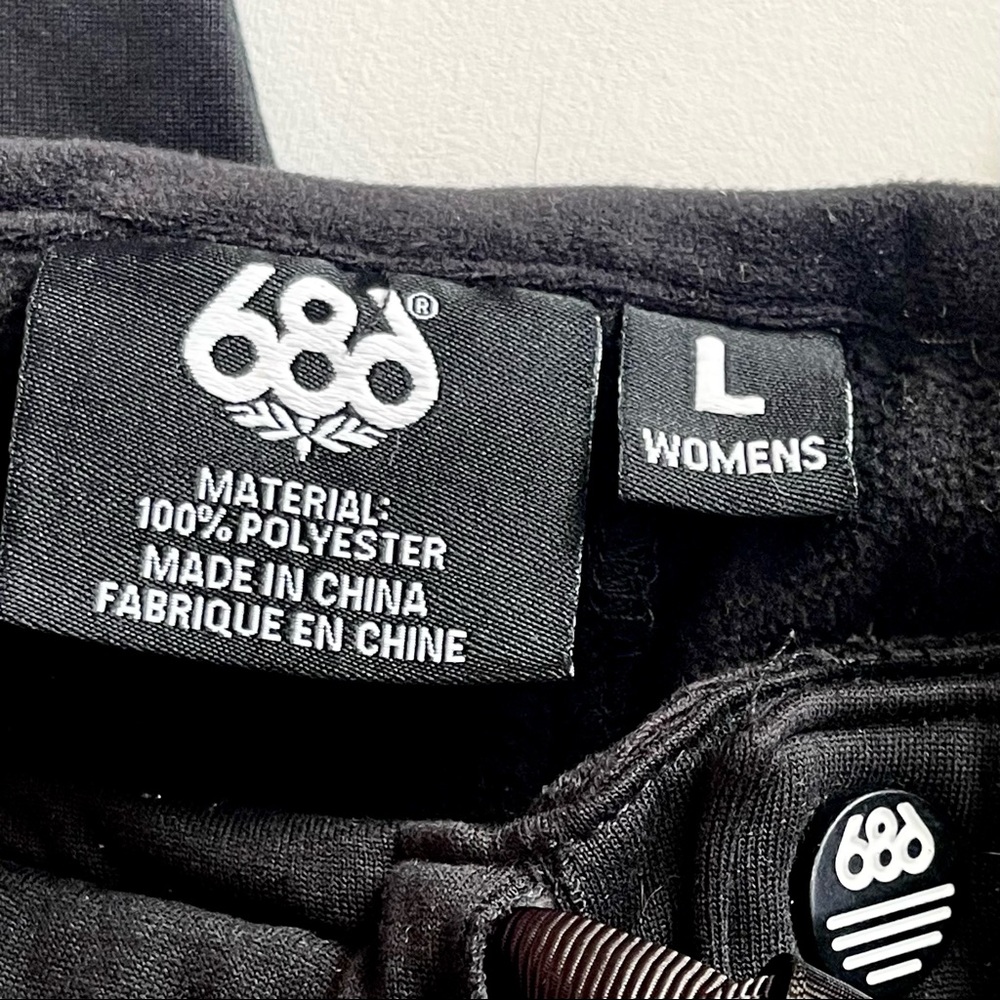 686®
MATERIAL:
100% POLYESTER
MADE IN CHINA
FABRIQUE EN CHINE
L
WOMENS
686